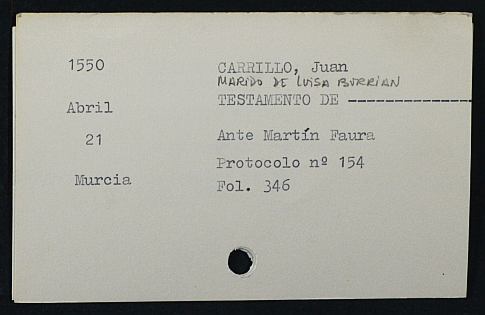 1550
CARRILLO, Juan
MARIDO DE LUISA BURRIAN
Abril
TESTAMENTO DE ----------------
21
Ante Martín Faura
Protocolo nº 154
Murcia
Fol. 346